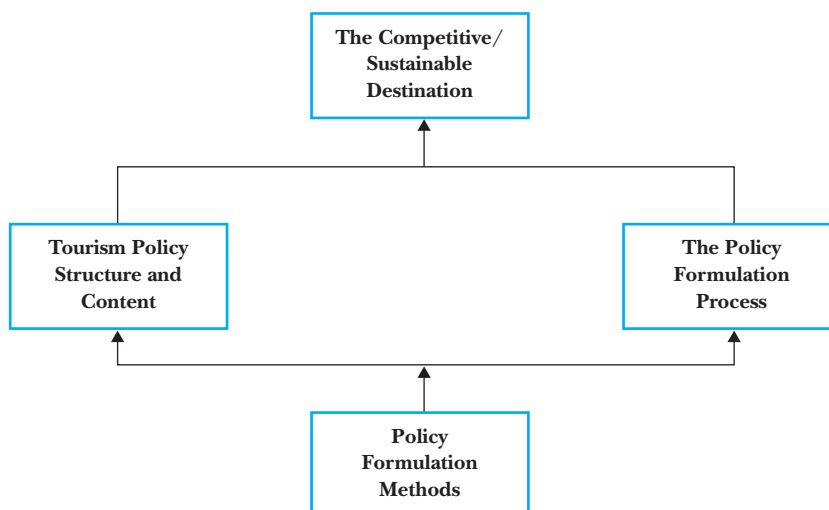 The Competitive/
Sustainable
Destination
Tourism Policy
Structure and
Content
The Policy
Formulation
Process
Policy
Formulation
Methods